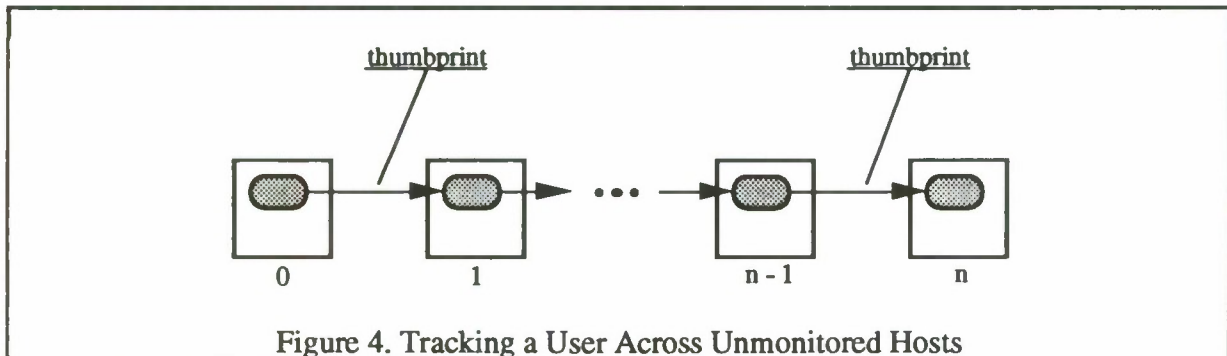 thumbprint thumbprint
0 1 n - 1 n
Figure 4. Tracking a User Across Unmonitored Hosts